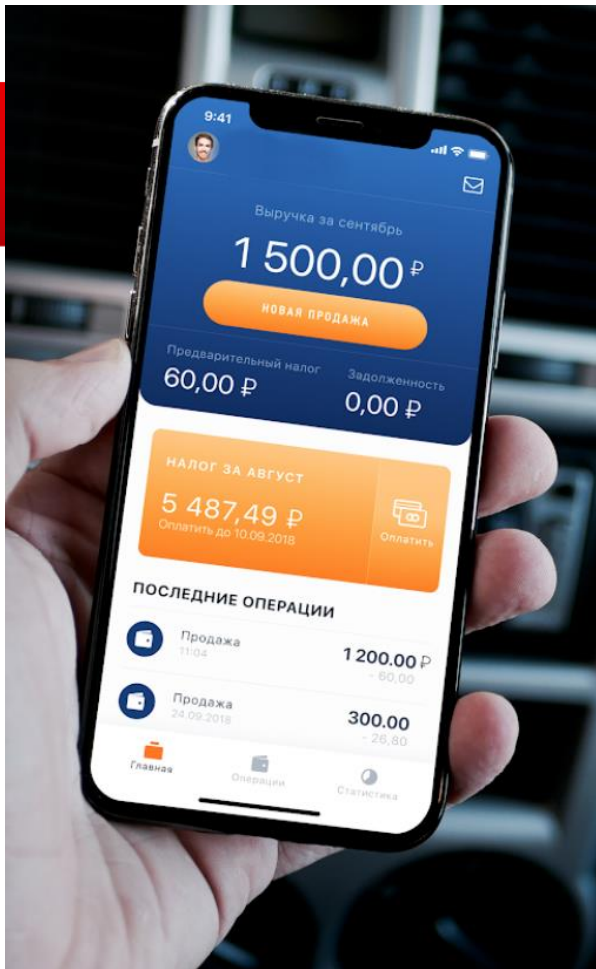 9:41
Выручка за сентябрь
1 500,00 ₽
НОВАЯ ПРОДАЖА
Предварительный налог
60,00 ₽
Задолженность
0,00 ₽
НАЛОГ ЗА АВГУСТ
5 487,49 ₽
Оплатить до 10.09.2018
Оплатить
ПОСЛЕДНИЕ ОПЕРАЦИИ
Продажа
11:04
1 200.00 ₽
- 60,00
Продажа
24.09.2018
300.00
- 26,80
Главная
Операции
Статистика